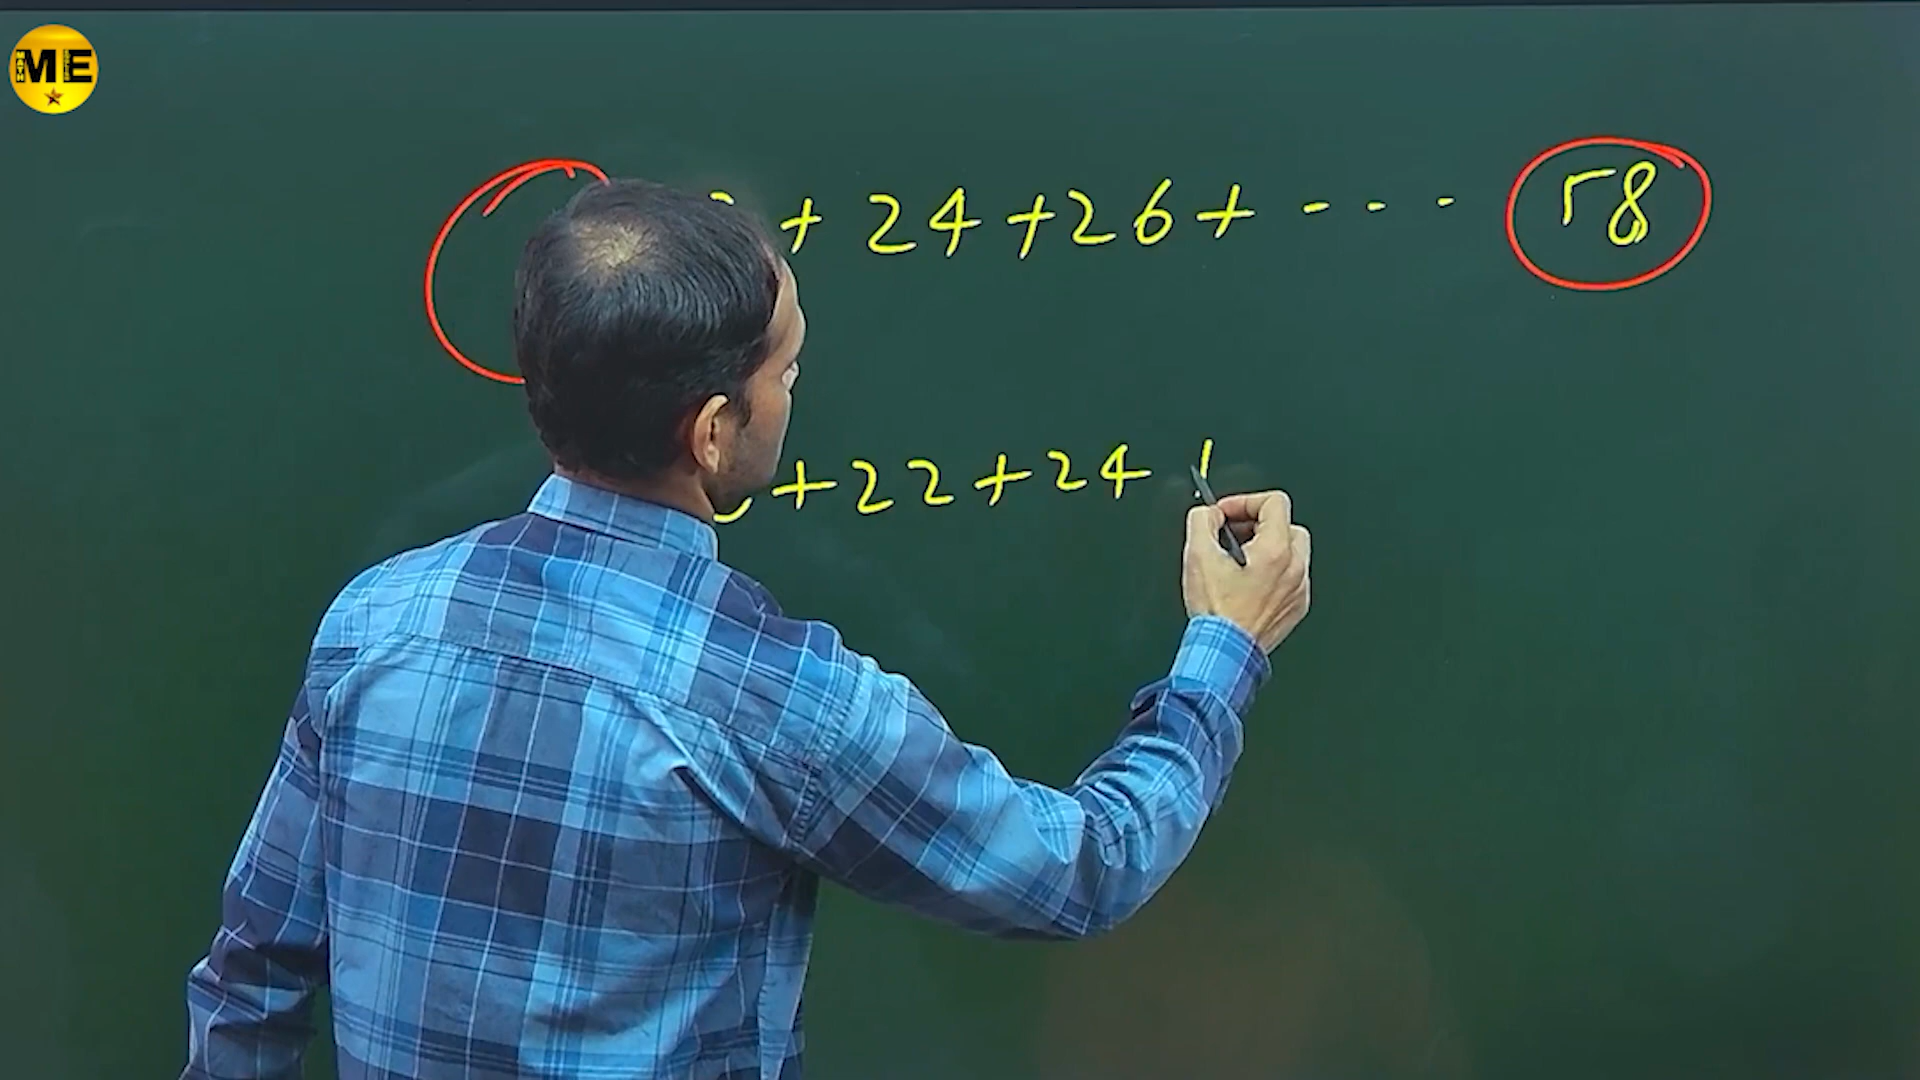 ME
+ 24 + 26 + - - - 58
+ 22 + 24 +